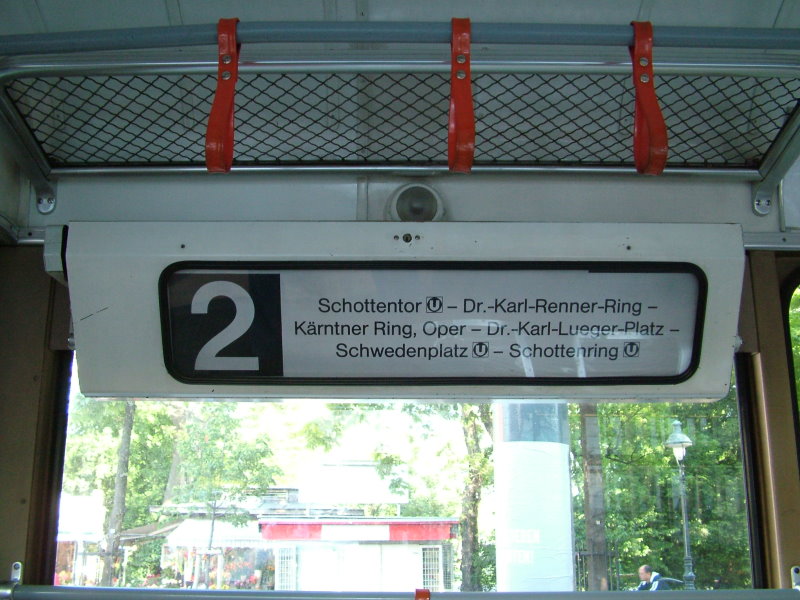 2
Schottentor U – Dr.-Karl-Renner-Ring –
Kärntner Ring, Oper – Dr.-Karl-Lueger-Platz –
Schwedenplatz U – Schottenring U